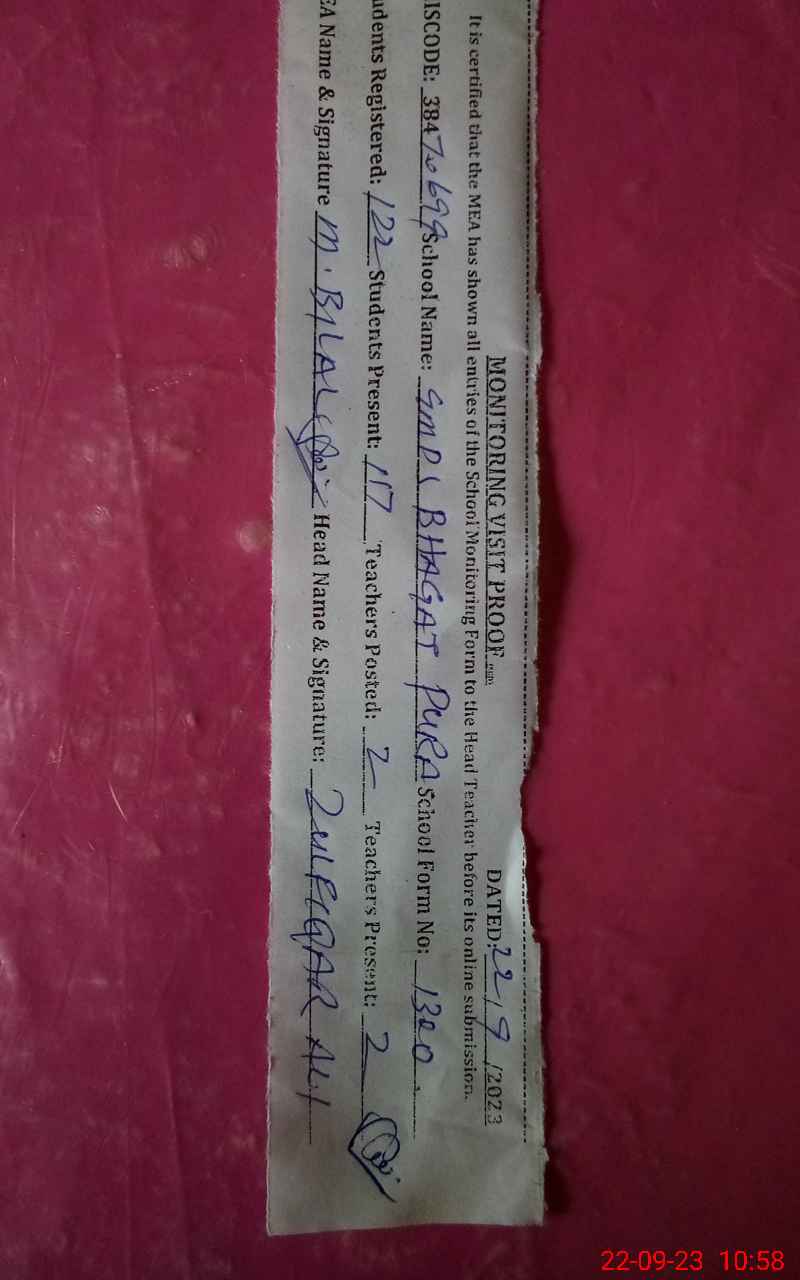 MONITORING VISIT PROOF DATED: 22/9/2023
It is certified that the MEA has shown all entries of the School Monitoring Form to the Head Teacher before its online submission.
ISCODE: 38470699 School Name: GMPS BHAGAT PURA School Form No: 1320
udents Registered: 122 Students Present: 117 Teachers Posted: 2 Teachers Present: 2
EA Name & Signature M. BILAL Head Name & Signature: ZULFIQAR ALI
22-09-23 10:58